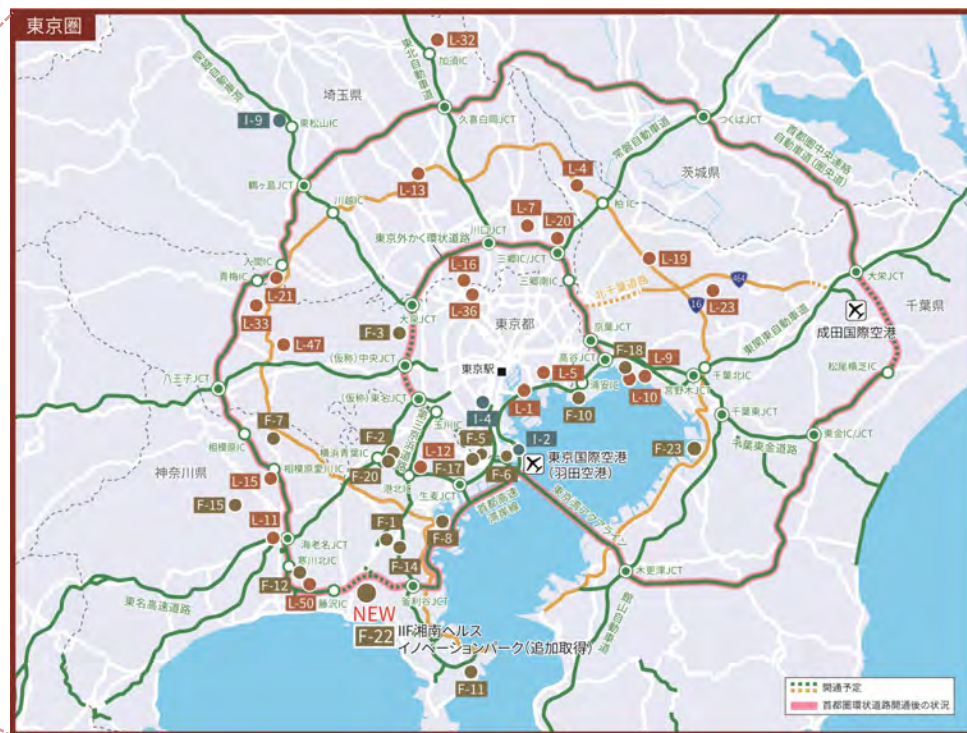 東京圏
L-32
加須IC
東北自動車道
関越自動車道
埼玉県
I-9
東松山IC
久喜白岡JCT
つくばJCT
首都圏中央連絡
自動車道(圏央道)
常磐自動車道
茨城県
鶴ヶ島JCT
L-13
L-4
川越IC
柏IC
L-7
L-20
東京外かく環状道路
川口JCT
三郷IC/JCT
L-19
入間IC
青梅IC
L-21
L-16
三郷南IC
464
大栄JCT
L-33
L-36
北千葉道路
16
L-23
千葉県
大泉JCT
東京都
成田国際空港
F-3
京葉JCT
東関東自動車道
L-47
(仮称)中央JCT
高谷JCT
F-18
L-9
東京駅
L-5
千葉北IC
松尾横芝IC
八王子JCT
浦安IC
L-10
宮野木JCT
(仮称)東名JCT
L-1
F-10
I-4
玉川IC
千葉東JCT
F-7
F-2
F-5
I-2
東金IC/JCT
相模原IC
横浜青葉IC
L-12
F-23
千葉東金道路
神奈川県
相模原愛川IC
F-20
F-17
F-6
東京国際空港
(羽田空港)
L-15
港北IC
生麦JCT
首都高速
湾岸線
東京湾アクアライン
F-15
L-11
F-1
F-8
海老名JCT
寒川北IC
F-14
木更津JCT
F-12
東名高速道路
L-50
藤沢IC
釜利谷JCT
館山自動車道
NEW
F-22
IIF湘南ヘルス
イノベーションパーク(追加取得)
F-11
開通予定
首都圏環状道路開通後の状況